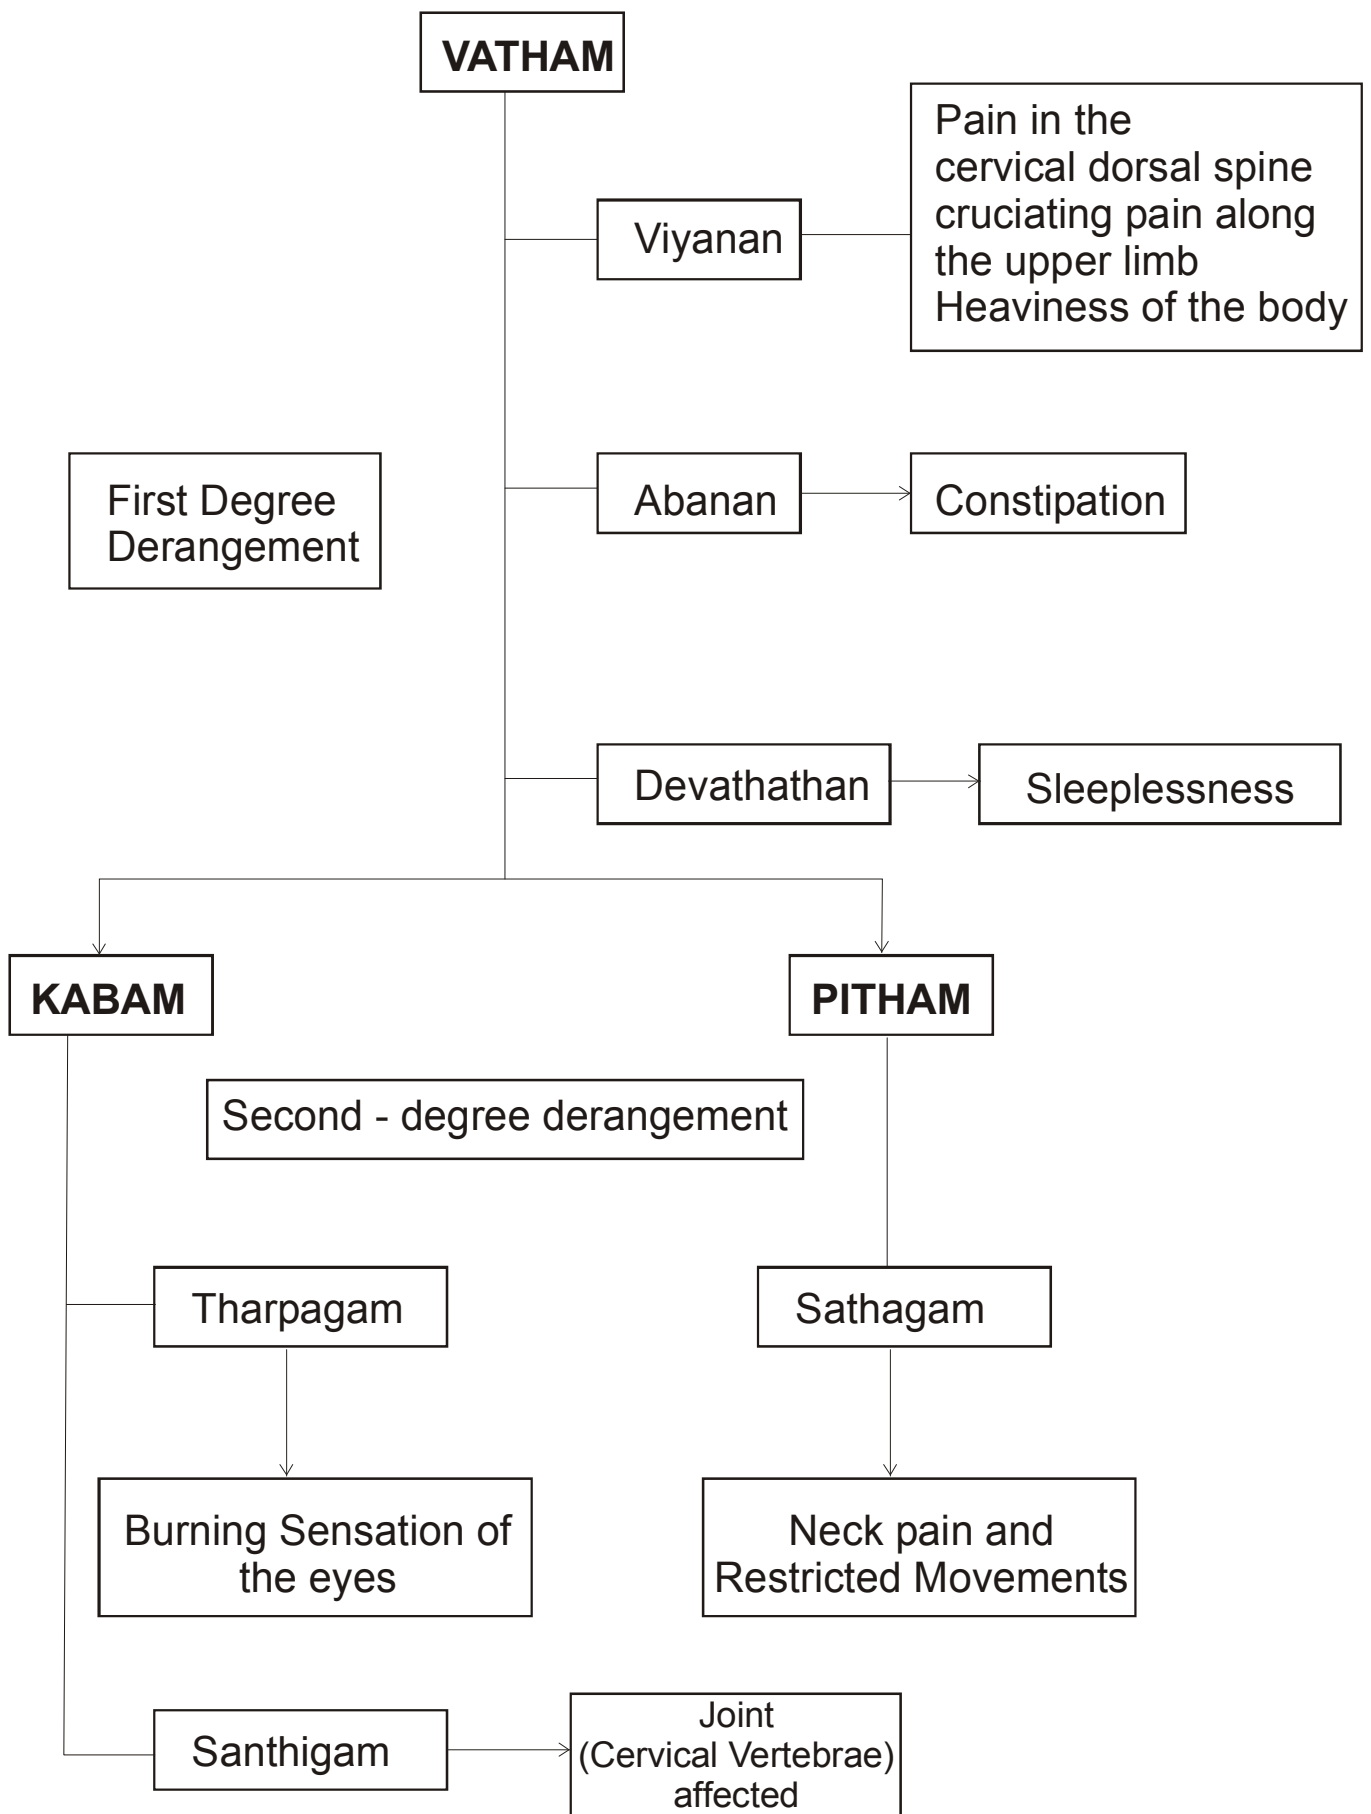 VATHAM
Pain in the
cervical dorsal spine
cruciating pain along
the upper limb
Heaviness of the body
Viyanan
First Degree
Derangement
Abanan
Constipation
Devathathan
Sleeplessness
KABAM
PITHAM
Second - degree derangement
Tharpagam
Sathagam
Burning Sensation of
the eyes
Neck pain and
Restricted Movements
Santhigam
Joint
(Cervical Vertebrae)
affected